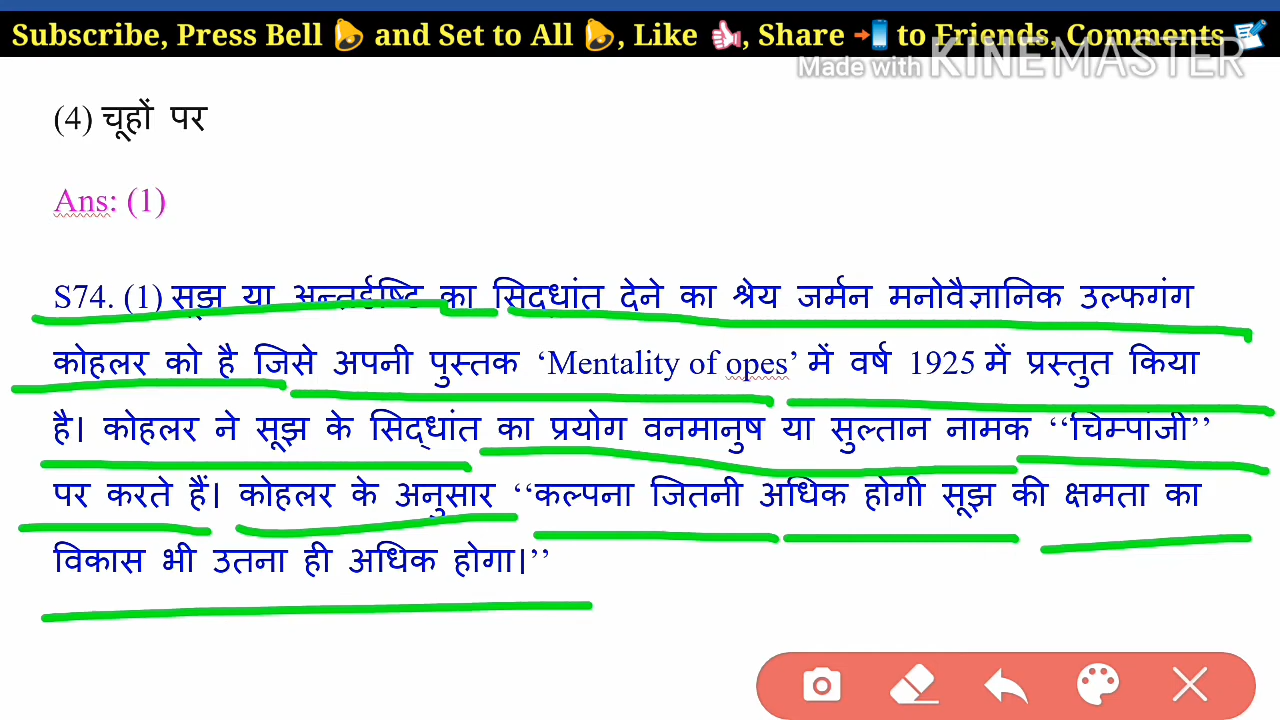 Subscribe, Press Bell 🔔 and Set to All 🔔, Like 👍, Share 📲 to Friends, Comments 📝
Made with KINEMASTER
(4) चूहों पर
Ans: (1)
S74. (1) सूझ या अन्तर्दृष्टि का सिद्धांत देने का श्रेय जर्मन मनोवैज्ञानिक उल्फगंग
कोहलर को है जिसे अपनी पुस्तक ‘Mentality of opes’ में वर्ष 1925 में प्रस्तुत किया
है। कोहलर ने सूझ के सिद्धांत का प्रयोग वनमानुष या सुल्तान नामक ‘‘चिम्पांजी’’
पर करते हैं। कोहलर के अनुसार ‘‘कल्पना जितनी अधिक होगी सूझ की क्षमता का
विकास भी उतना ही अधिक होगा।’’